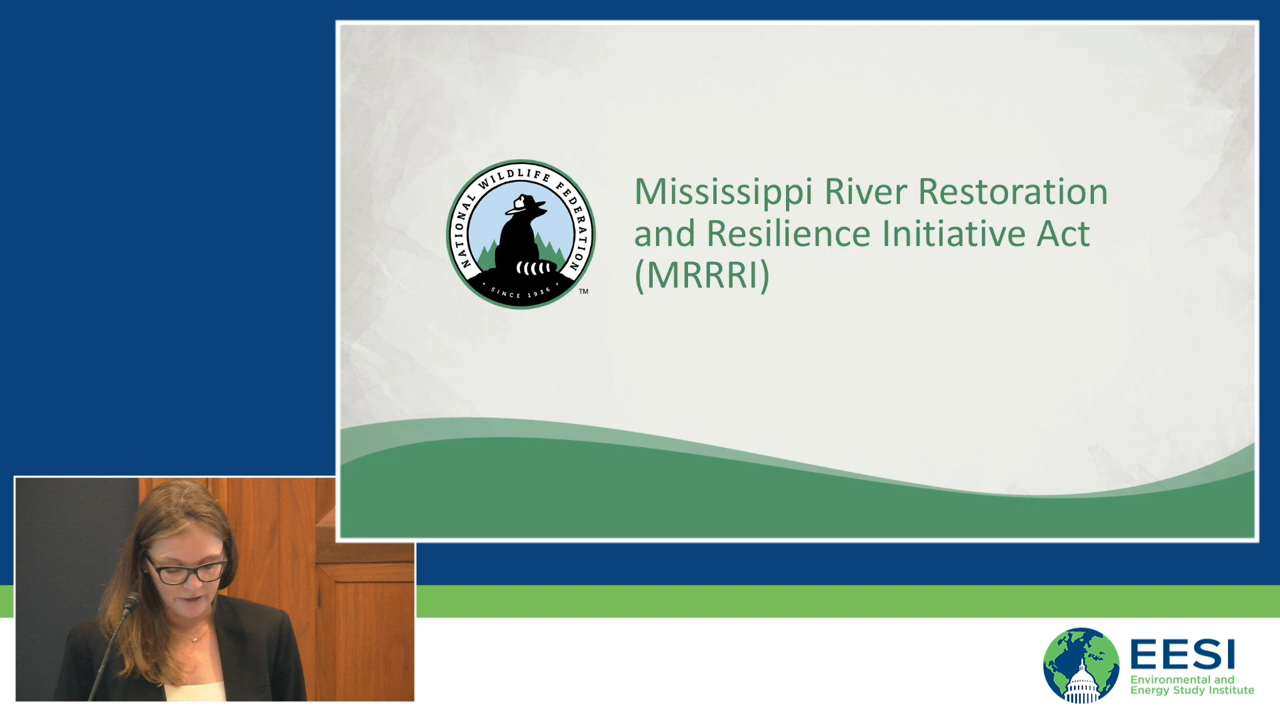 NATIONAL WILDLIFE FEDERATION
• SINCE 1936 •
TM
Mississippi River Restoration
and Resilience Initiative Act
(MRRRI)
EESI
Environmental and
Energy Study Institute